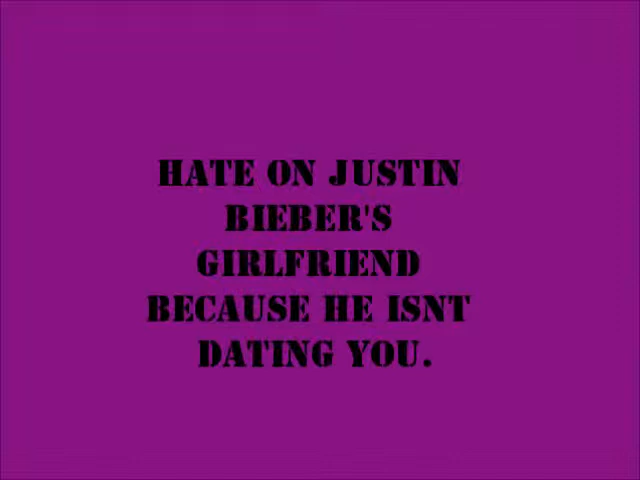 HATE ON JUSTIN
BIEBER'S
GIRLFRIEND
BECAUSE HE ISNT
DATING YOU.